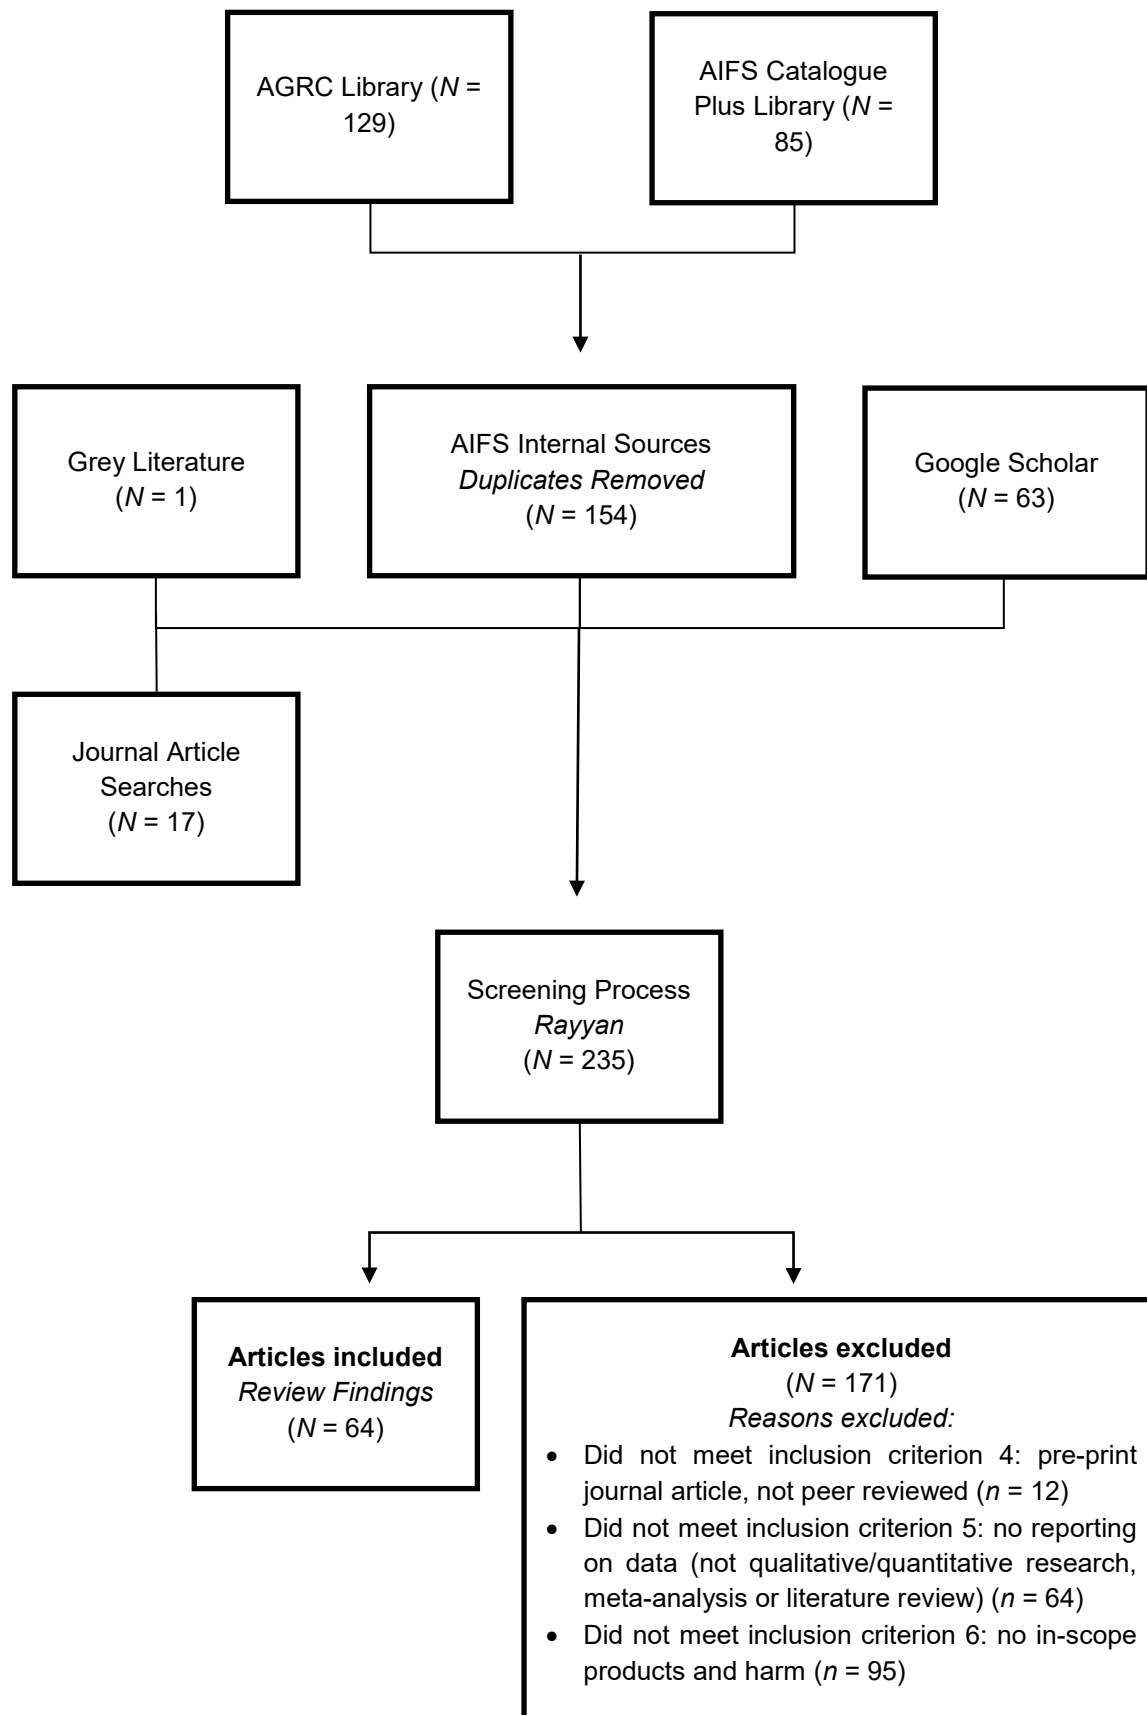 AGRC Library (N =
129)
AIFS Catalogue
Plus Library (N =
85)
Grey Literature
(N = 1)
AIFS Internal Sources
Duplicates Removed
(N = 154)
Google Scholar
(N = 63)
Journal Article
Searches
(N = 17)
Screening Process
Rayyan
(N = 235)
Articles included
Review Findings
(N = 64)
Articles excluded
(N = 171)
Reasons excluded:
• Did not meet inclusion criterion 4: pre-print
journal article, not peer reviewed (n = 12)
• Did not meet inclusion criterion 5: no reporting
on data (not qualitative/quantitative research,
meta-analysis or literature review) (n = 64)
• Did not meet inclusion criterion 6: no in-scope
products and harm (n = 95)